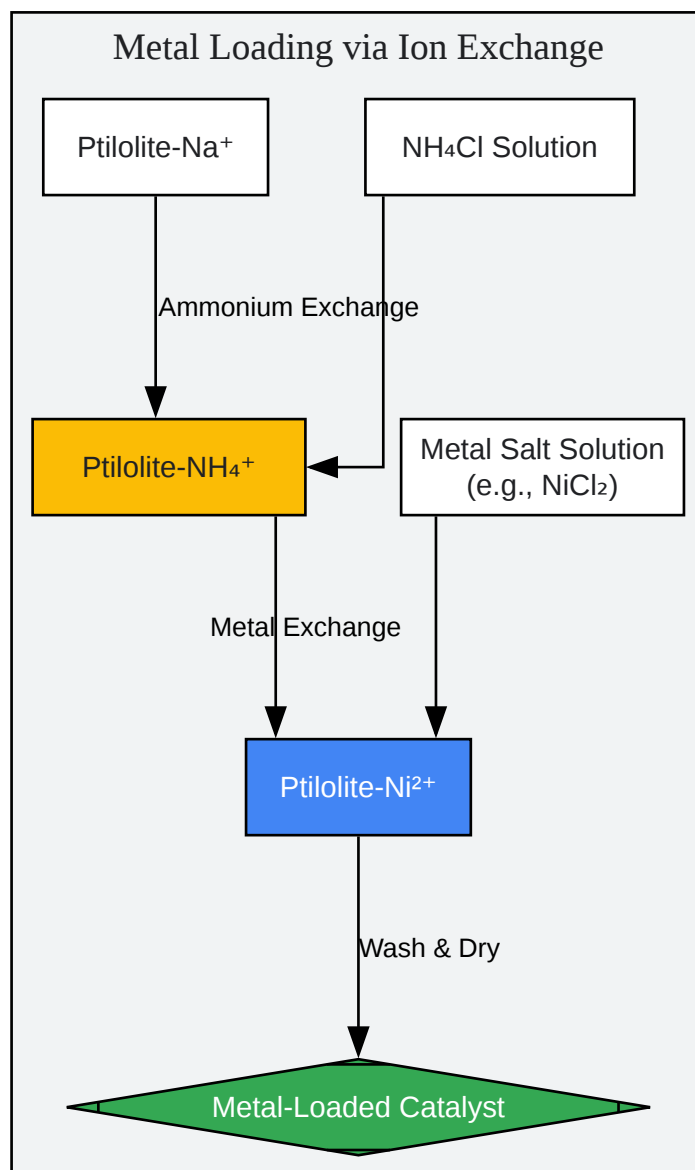 Metal Loading via Ion Exchange
Ptilolite-Na⁺
NH₄Cl Solution
Ammonium Exchange
Ptilolite-NH₄⁺
Metal Salt Solution
(e.g., NiCl₂)
Metal Exchange
Ptilolite-Ni²⁺
Wash & Dry
Metal-Loaded Catalyst